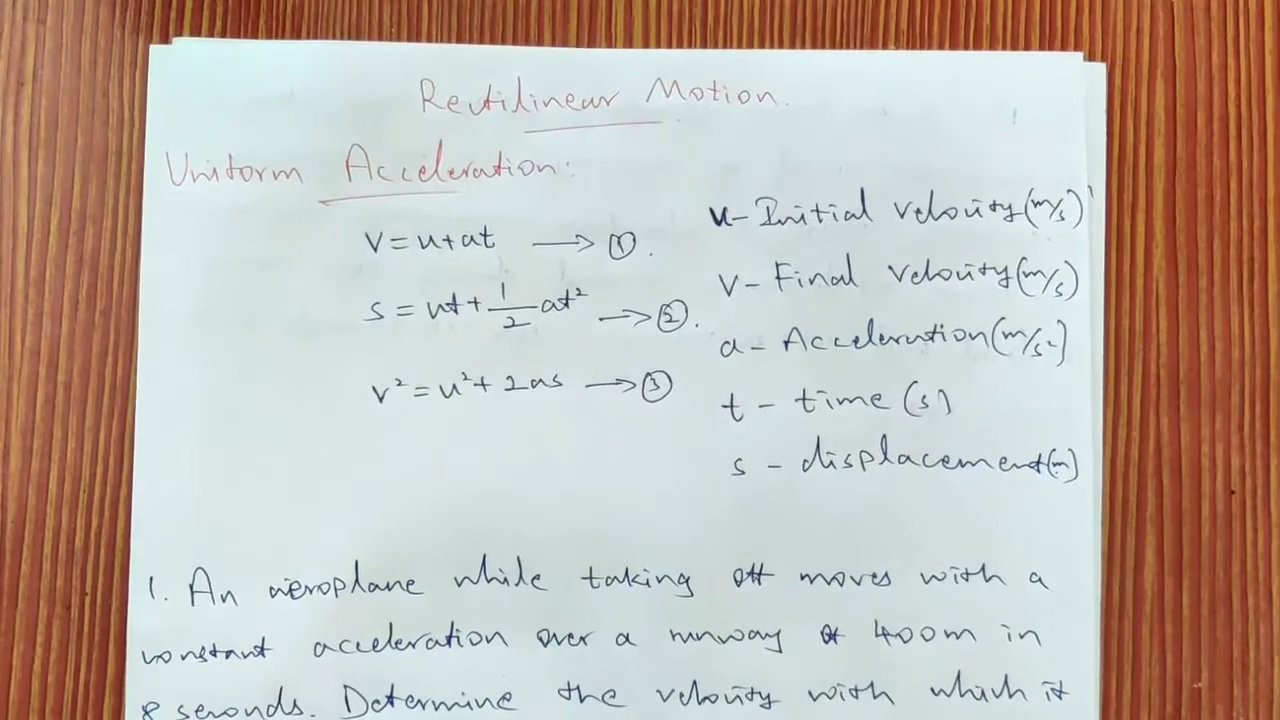 Rectilinear Motion.
Uniform Acceleration:
v = u + at → ①.
s = ut + 1/2 at² → ②.
v² = u² + 2as → ③
u - Initial velocity (m/s)
v - Final velocity (m/s)
a - Acceleration (m/s²)
t - time (s)
s - displacement (m)
1. An aeroplane while taking off moves with a
constant acceleration over a runway of 400m in
8 seconds. Determine the velocity with which it